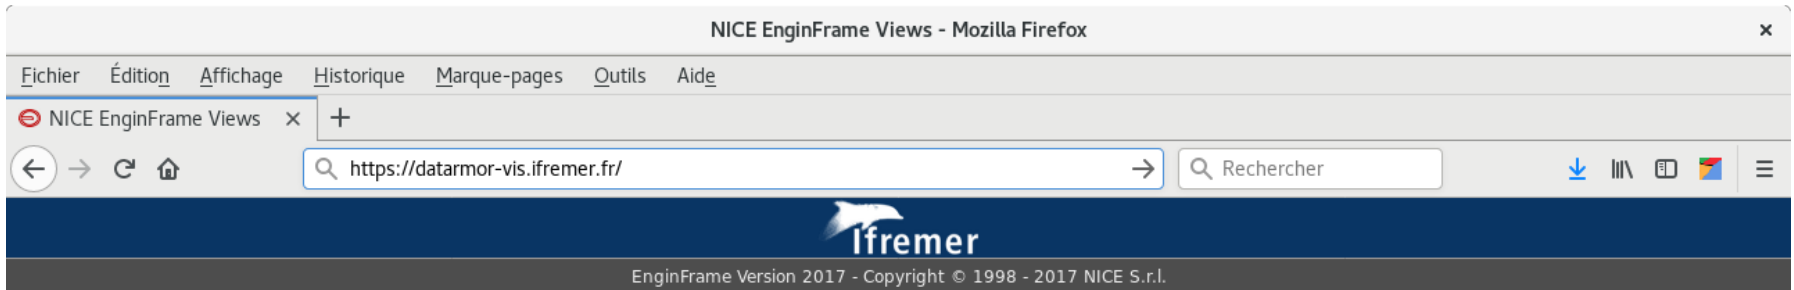 NICE EnginFrame Views - Mozilla Firefox
Fichier Édition Affichage Historique Marque-pages Outils Aide
NICE EnginFrame Views
https://datarmor-vis.ifremer.fr/ Rechercher
Ifremer
EnginFrame Version 2017 - Copyright © 1998 - 2017 NICE S.r.l.